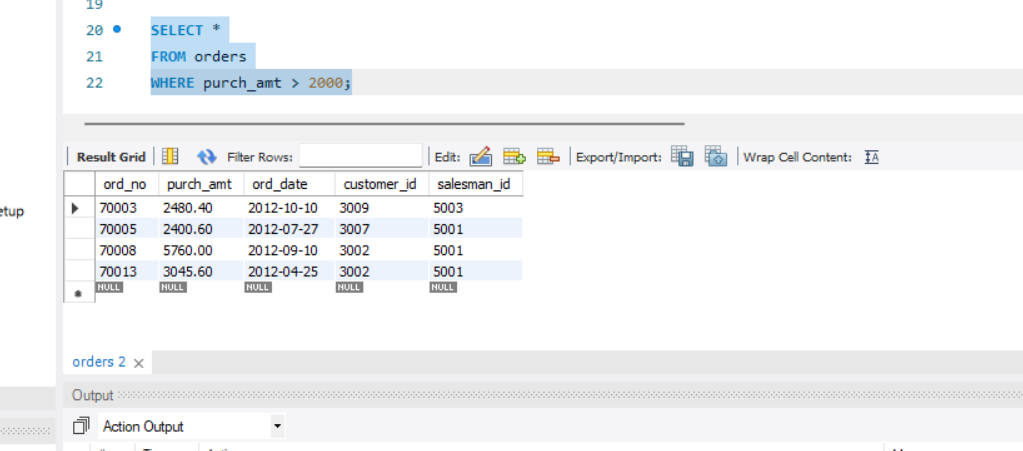 19
20 SELECT *
21 FROM orders
22 WHERE purch_amt > 2000;
Result Grid Filter Rows: Edit: Export/Import: Wrap Cell Content:
ord_no purch_amt ord_date customer_id salesman_id
70003 2480.40 2012-10-10 3009 5003
etup
70005 2400.60 2012-07-27 3007 5001
70008 5760.00 2012-09-10 3002 5001
70013 3045.60 2012-04-25 3002 5001
NULL NULL NULL NULL NULL
orders 2
Output
Action Output